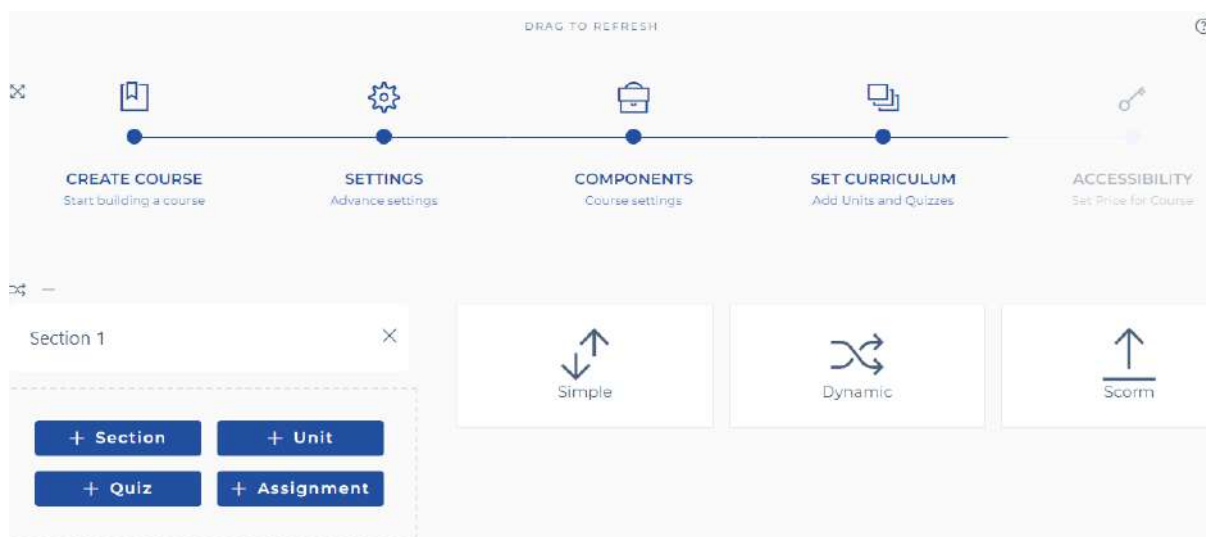 DRAG TO REFRESH
CREATE COURSE
Start building a course
SETTINGS
Advance settings
COMPONENTS
Course settings
SET CURRICULUM
Add Units and Quizzes
ACCESSIBILITY
Set Price for Course
Section 1
+ Section
+ Unit
+ Quiz
+ Assignment
Simple
Dynamic
Scorm